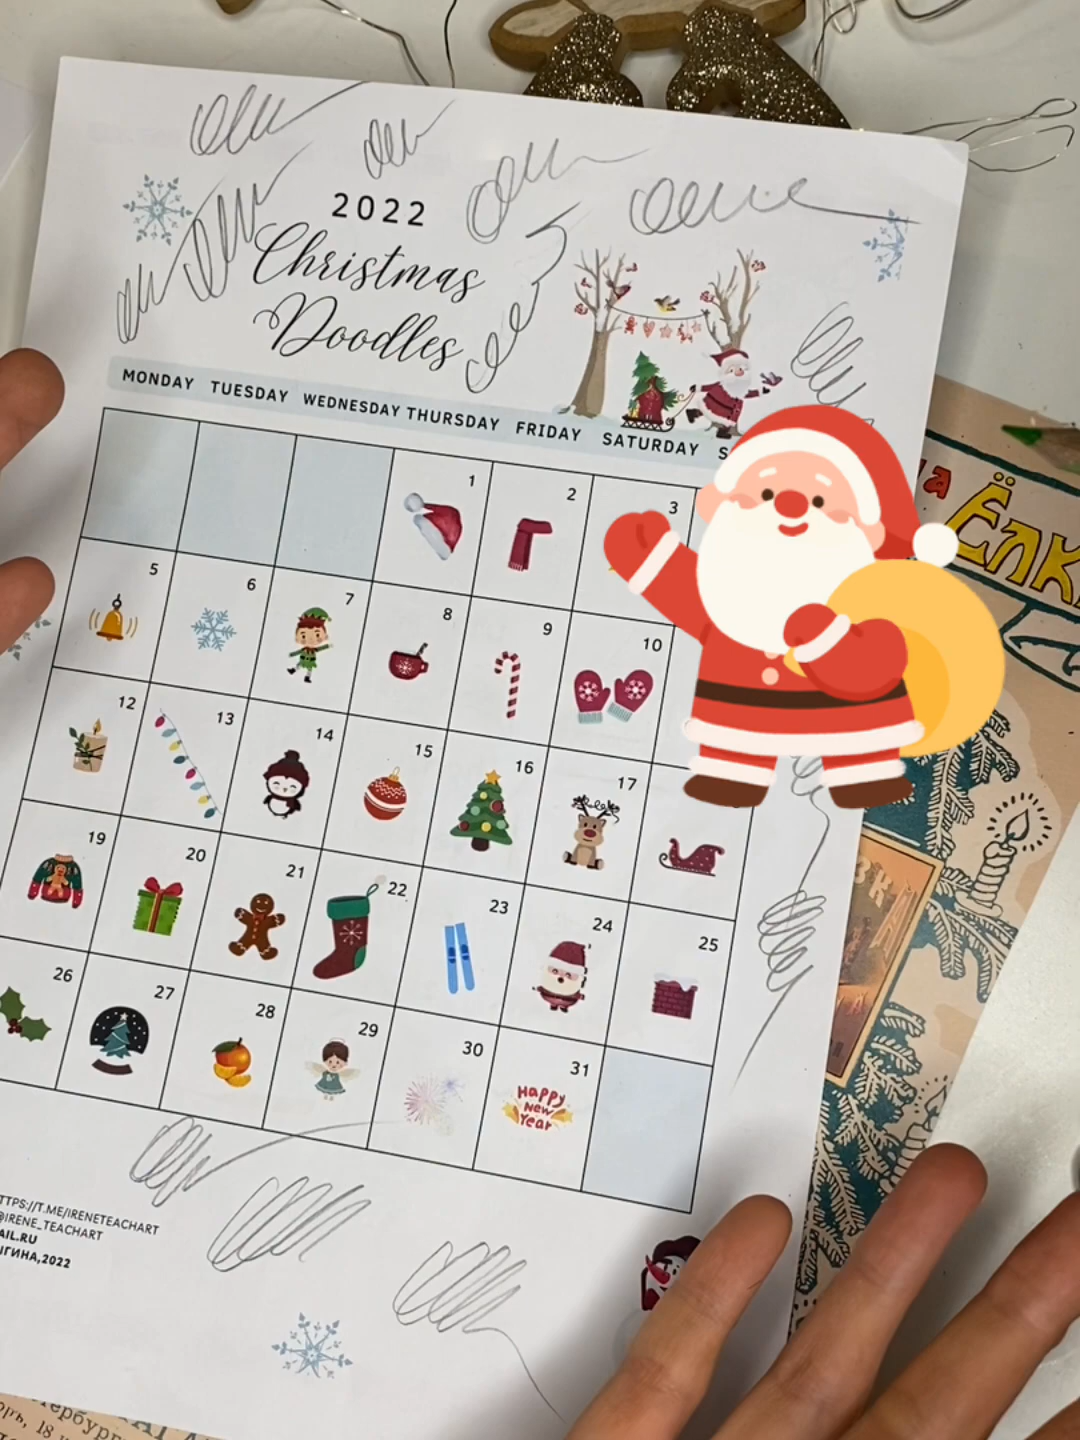 2022
Christmas
Doodles
MONDAY TUESDAY WEDNESDAY THURSDAY FRIDAY SATURDAY S
1 2 3
5 6 7 8 9 10
12 13 14 15 16 17
19 20 21 22 23 24 25
26 27 28 29 30 31
HAPPY
NEW
YEAR
TTPS://T.ME/IRENETEACHART
@IRENE_TEACHART
AIL.RU
ІГИНА,2022
ЁЛК